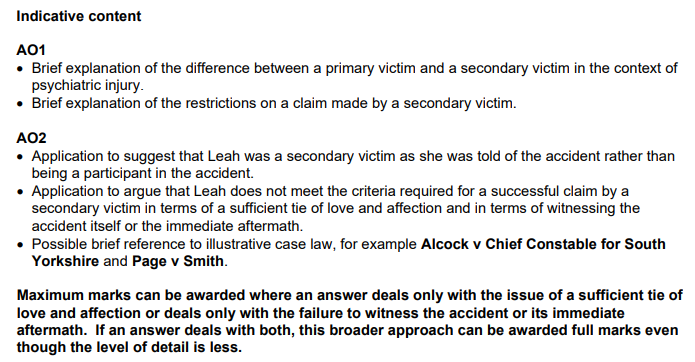 Indicative content
AO1
• Brief explanation of the difference between a primary victim and a secondary victim in the context of
psychiatric injury.
• Brief explanation of the restrictions on a claim made by a secondary victim.
AO2
• Application to suggest that Leah was a secondary victim as she was told of the accident rather than
being a participant in the accident.
• Application to argue that Leah does not meet the criteria required for a successful claim by a
secondary victim in terms of a sufficient tie of love and affection and in terms of witnessing the
accident itself or the immediate aftermath.
• Possible brief reference to illustrative case law, for example Alcock v Chief Constable for South
Yorkshire and Page v Smith.
Maximum marks can be awarded where an answer deals only with the issue of a sufficient tie of
love and affection or deals only with the failure to witness the accident or its immediate
aftermath. If an answer deals with both, this broader approach can be awarded full marks even
though the level of detail is less.